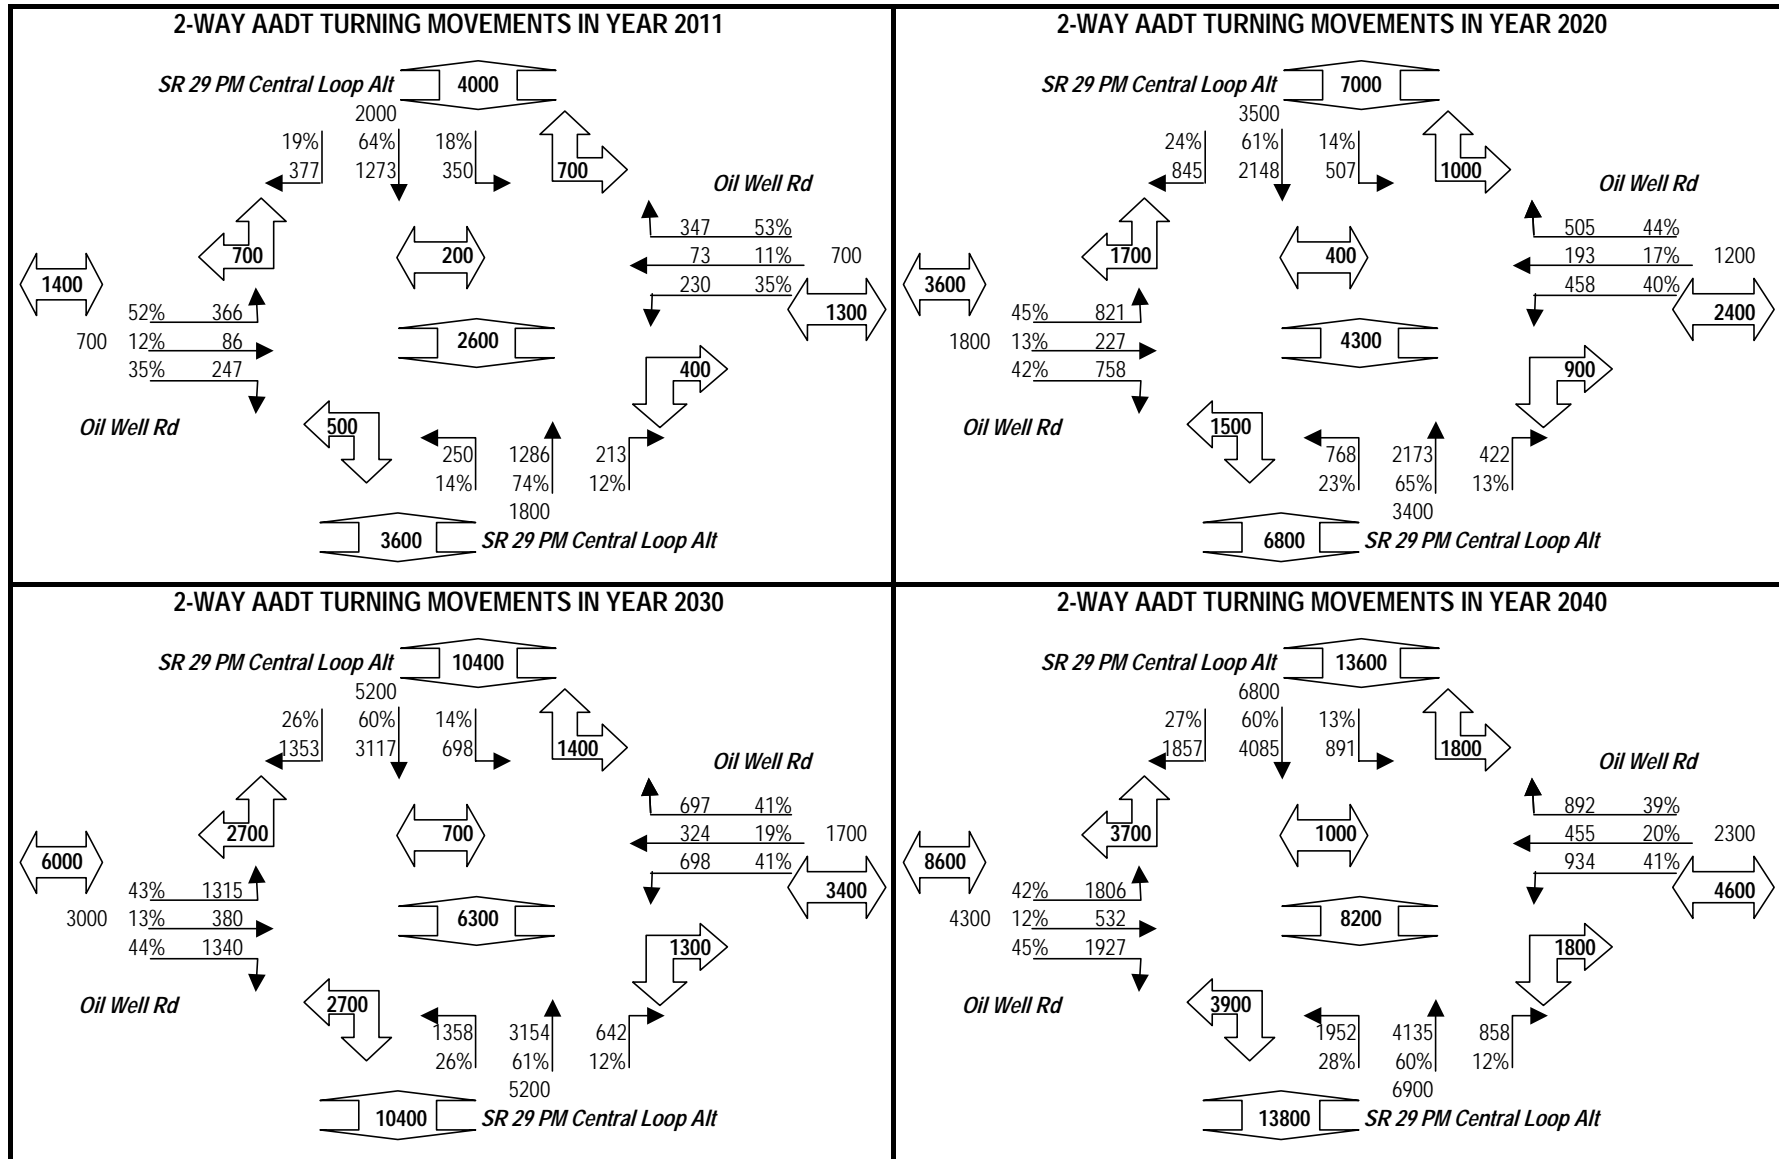 2-WAY AADT TURNING MOVEMENTS IN YEAR 2011
SR 29 PM Central Loop Alt 4000
2000
19% 64% 18%
377 1273 350
700
Oil Well Rd
347 53%
700 200 73 11% 700
1400 230 35%
1300
52% 366
700 12% 86 2600
35% 247 400
Oil Well Rd 500
250 1286 213
14% 74% 12%
1800
3600 SR 29 PM Central Loop Alt
2-WAY AADT TURNING MOVEMENTS IN YEAR 2020
SR 29 PM Central Loop Alt 7000
3500
24% 61% 14%
845 2148 507
1000
Oil Well Rd
505 44%
1700 400 193 17% 1200
3600 458 40%
2400
45% 821
1800 13% 227 4300
42% 758 900
Oil Well Rd 1500
768 2173 422
23% 65% 13%
3400
6800 SR 29 PM Central Loop Alt
2-WAY AADT TURNING MOVEMENTS IN YEAR 2030
SR 29 PM Central Loop Alt 10400
5200
26% 60% 14%
1353 3117 698
1400
Oil Well Rd
697 41%
2700 700 324 19% 1700
6000 698 41%
3400
43% 1315
3000 13% 380 6300
44% 1340 1300
Oil Well Rd 2700
1358 3154 642
26% 61% 12%
5200
10400 SR 29 PM Central Loop Alt
2-WAY AADT TURNING MOVEMENTS IN YEAR 2040
SR 29 PM Central Loop Alt 13600
6800
27% 60% 13%
1857 4085 891
1800
Oil Well Rd
892 39%
3700 1000 455 20% 2300
8600 934 41%
4600
42% 1806
4300 12% 532 8200
45% 1927 1800
Oil Well Rd 3900
1952 4135 858
28% 60% 12%
6900
13800 SR 29 PM Central Loop Alt